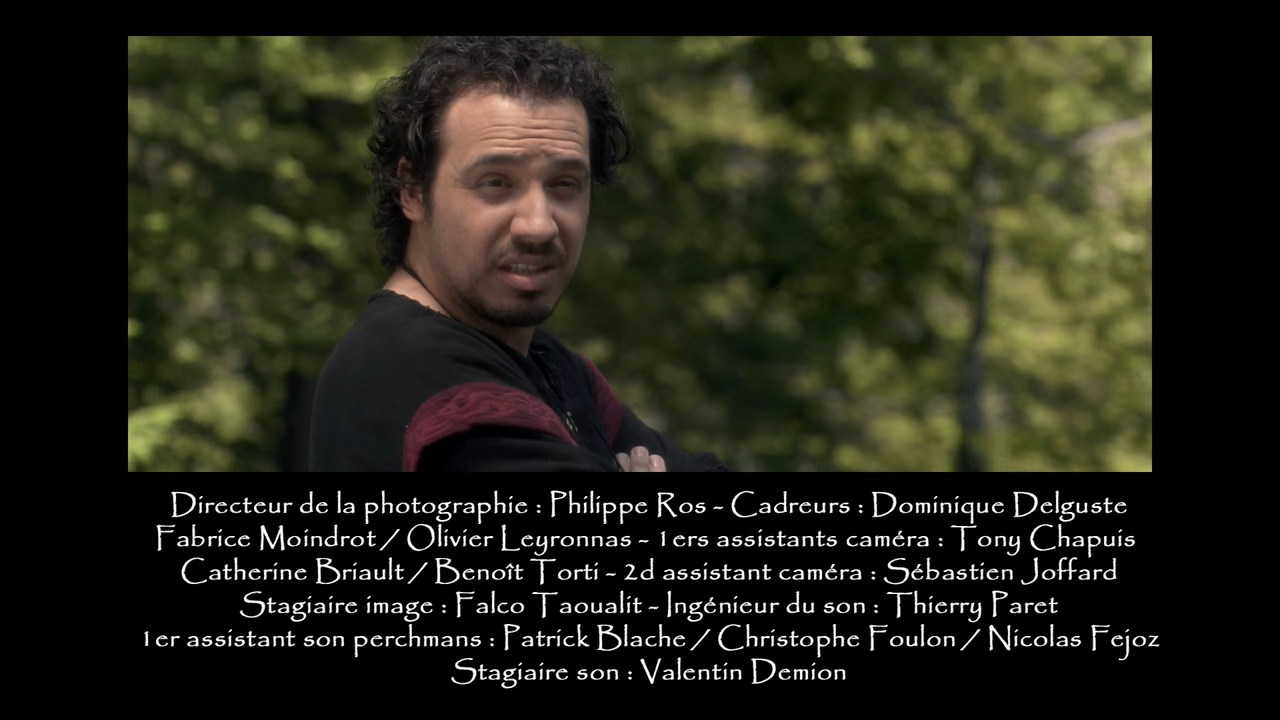 Directeur de la photographie : Philippe Ros - Cadreurs : Dominique Delguste
Fabrice Moindrot / Olivier Leyronnas - 1ers assistants caméra : Tony Chapuis
Catherine Briault / Benoît Torti - 2d assistant caméra : Sébastien Joffard
Stagiaire image : Falco Taoualit - Ingénieur du son : Thierry Paret
1er assistant son perchmans : Patrick Blache / Christophe Foulon / Nicolas Fejoz
Stagiaire son : Valentin Demion